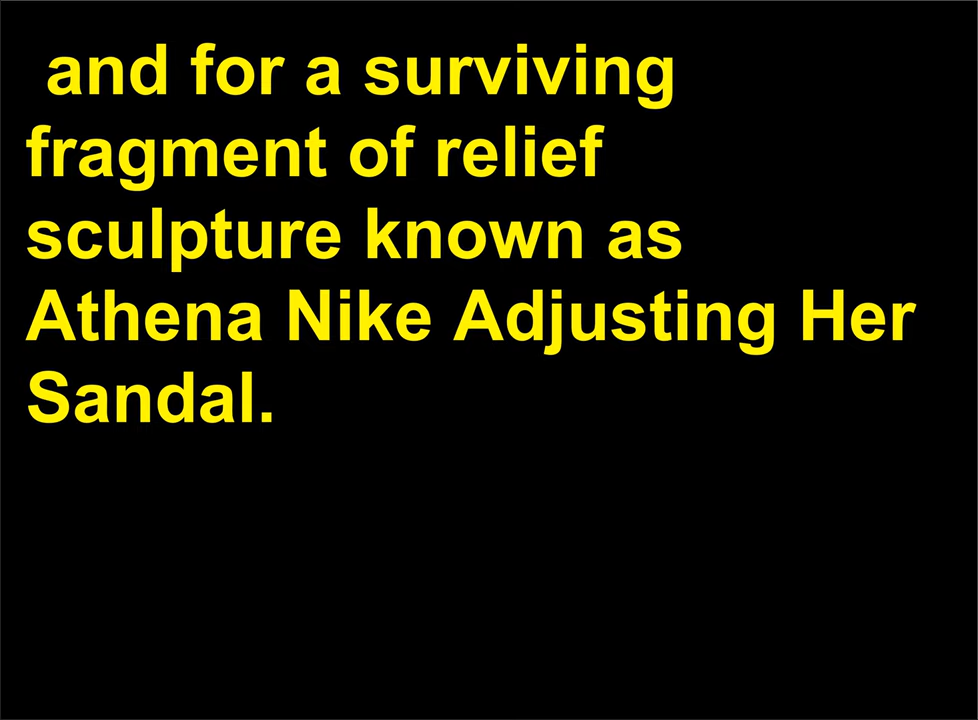 and for a surviving
fragment of relief
sculpture known as
Athena Nike Adjusting Her
Sandal.